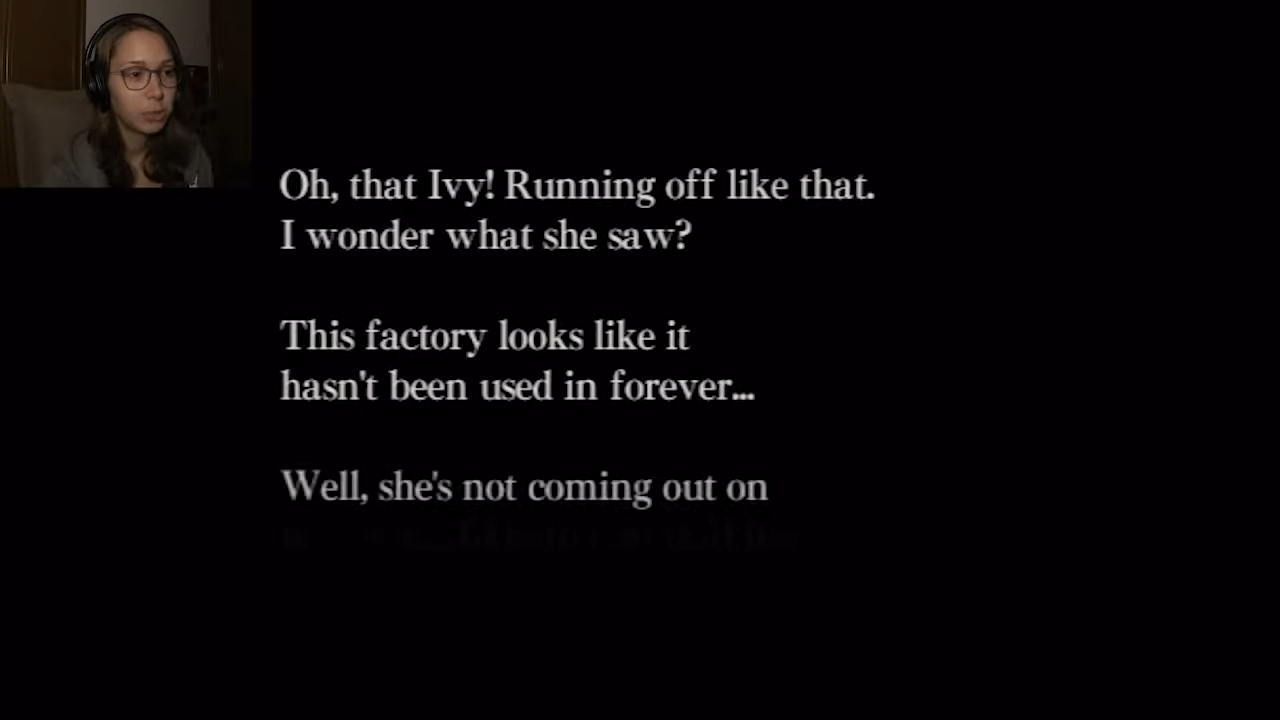 Oh, that Ivy! Running off like that.
I wonder what she saw?
This factory looks like it
hasn't been used in forever...
Well, she's not coming out on